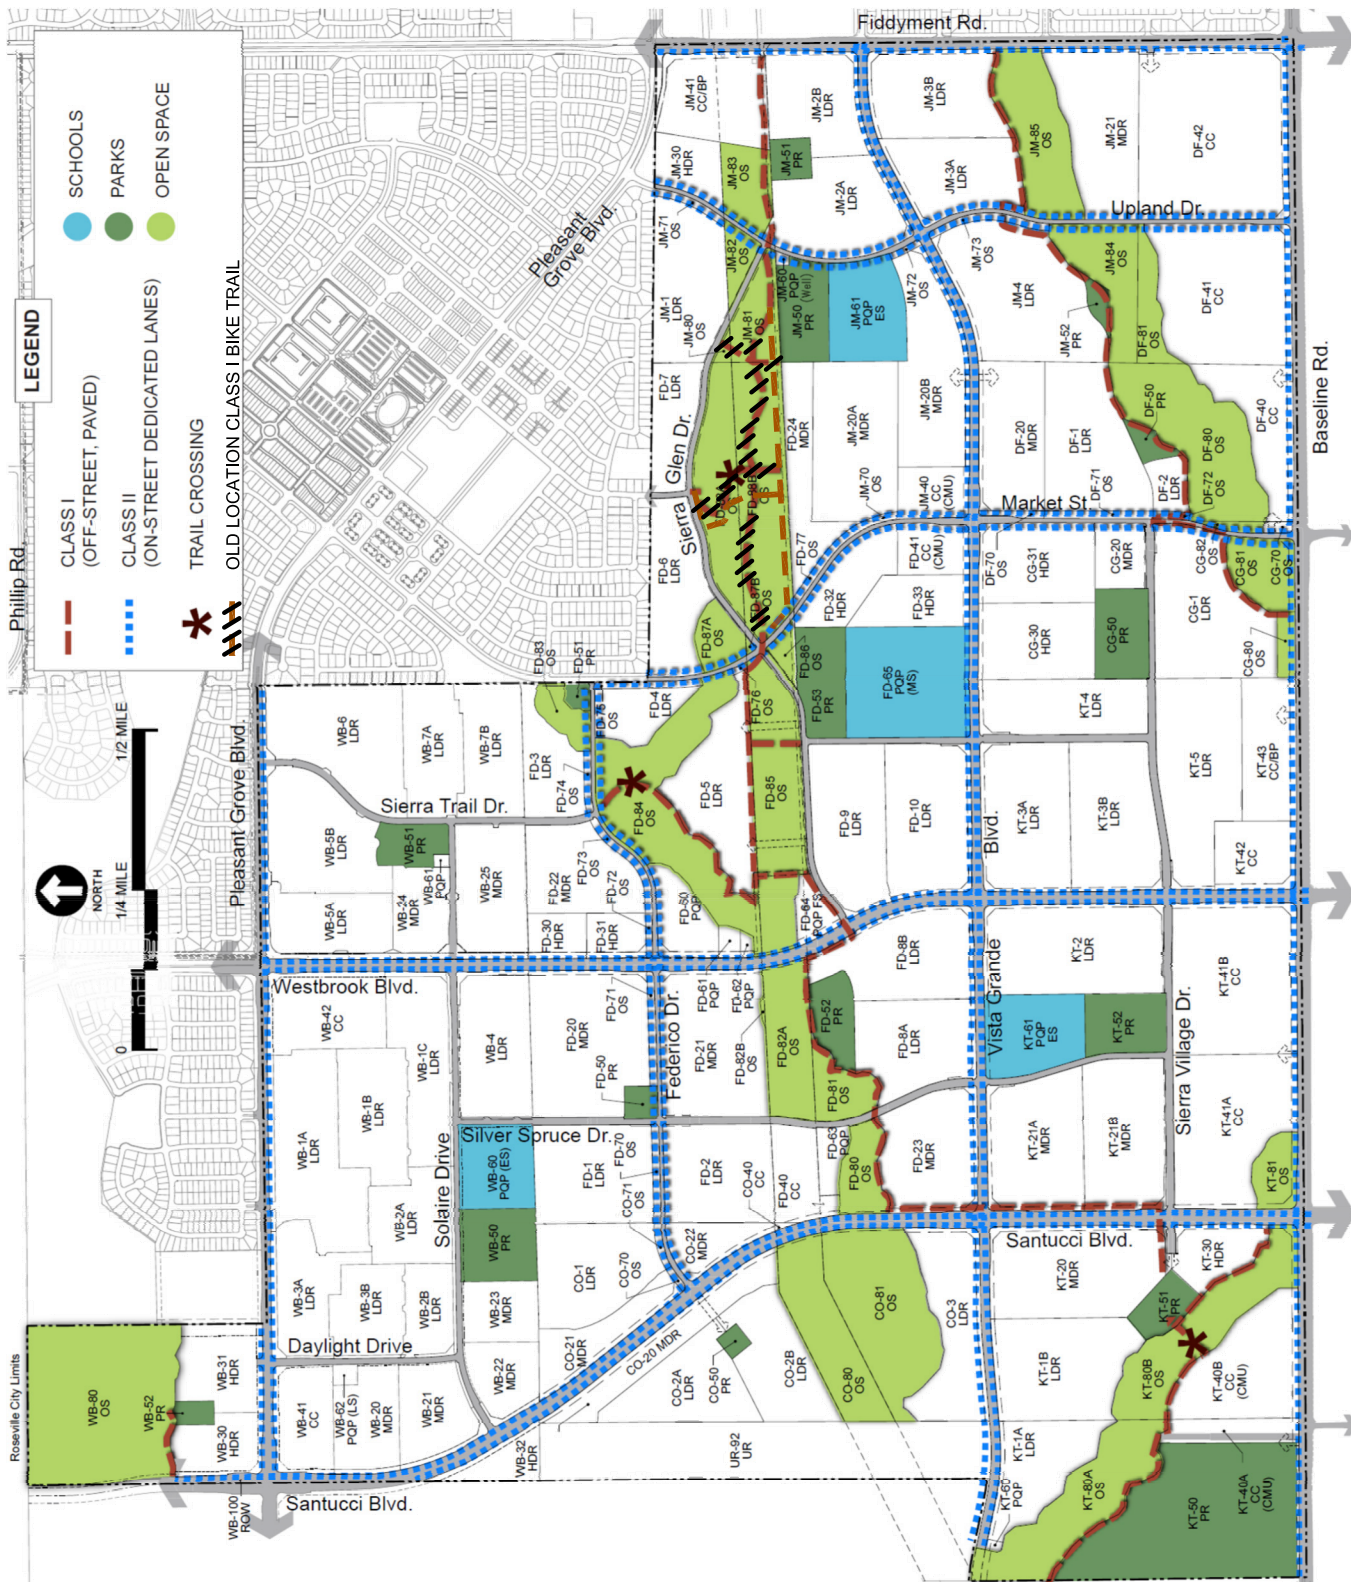 Fiddyment Rd.
Phillip Rd.
LEGEND
CLASS I
(OFF-STREET, PAVED)
CLASS II
(ON-STREET DEDICATED LANES)
TRAIL CROSSING
OLD LOCATION CLASS I BIKE TRAIL
SCHOOLS
PARKS
OPEN SPACE
NORTH
0
1/4 MILE
1/2 MILE
Pleasant
Grove Blvd.
Pleasant Grove Blvd.
Sierra Glen Dr.
Upland Dr.
Baseline Rd.
Market St.
Sierra Trail Dr.
Westbrook Blvd.
Federico Dr.
Vista Grande
Blvd.
Sierra Village Dr.
Silver Spruce Dr.
Solaire Drive
Daylight Drive
Santucci Blvd.
Santucci Blvd.
Roseville City Limits
JM-41
CC/BP
JM-30
HDR
JM-83
OS
JM-51
PR
JM-2B
LDR
JM-3B
LDR
JM-85
OS
JM-21
MDR
DF-42
CC
JM-71
OS
JM-82
OS
JM-2A
LDR
JM-3A
LDR
JM-1
LDR
JM-80
OS
JM-81
OS
JM-60
PQP
(Well)
JM-50
PR
JM-61
PQP
ES
JM-72
OS
JM-73
OS
JM-4
LDR
JM-84
OS
JM-52
PR
DF-81
OS
DF-41
CC
FD-7
LDR
FD-24
MDR
JM-20A
MDR
JM-20B
MDR
DF-20
MDR
DF-1
LDR
DF-50
PR
DF-80
OS
DF-40
CC
JM-70
OS
JM-40
CC
(CMU)
DF-71
OS
DF-2
LDR
DF-72
OS
FD-88B
OS
FD-6
LDR
FD-87B
OS
FD-77
OS
FD-41
CC
(CMU)
DF-70
OS
CG-31
HDR
CG-20
MDR
CG-82
OS
CG-81
OS
CG-70
OS
FD-87A
OS
FD-32
HDR
FD-33
HDR
CG-30
HDR
CG-50
PR
CG-1
LDR
CG-80
OS
FD-83
OS
FD-51
PR
FD-86
OS
FD-53
PR
FD-65
PQP
(MS)
WB-6
LDR
WB-7A
LDR
WB-7B
LDR
FD-3
LDR
FD-75
OS
FD-4
LDR
FD-76
OS
KT-4
LDR
FD-74
OS
FD-84
OS
FD-5
LDR
FD-85
OS
FD-9
LDR
FD-10
LDR
KT-3A
LDR
KT-3B
LDR
KT-5
LDR
KT-43
CC/BP
KT-42
CC
WB-5B
LDR
WB-51
PR
WB-61
PQP
WB-5A
LDR
WB-24
MDR
WB-25
MDR
FD-22
MDR
FD-73
OS
FD-72
OS
FD-30
HDR
FD-31
HDR
FD-60
PQP
FD-64
PQP FS
FD-8B
LDR
KT-2
LDR
WB-42
CC
WB-1C
LDR
WB-4
LDR
FD-20
MDR
FD-71
OS
FD-61
PQP
FD-62
PQP
FD-52
PR
KT-41B
CC
WB-1A
LDR
WB-1B
LDR
FD-50
PR
FD-21
MDR
FD-82B
OS
FD-82A
OS
FD-81
OS
FD-8A
LDR
KT-61
PQP
ES
KT-52
PR
WB-2A
LDR
WB-60
PQP (ES)
FD-1
LDR
FD-70
OS
FD-2
LDR
FD-63
PQP
FD-80
OS
FD-23
MDR
KT-21A
MDR
KT-21B
MDR
KT-41A
CC
KT-81
OS
CO-71
OS
CO-40
CC
FD-40
CC
WB-3A
LDR
WB-3B
LDR
WB-2B
LDR
WB-50
PR
WB-23
MDR
CO-1
LDR
CO-70
OS
CO-22
MDR
CO-81
OS
CO-3
LDR
KT-20
MDR
KT-30
HDR
KT-51
PR
WB-80
OS
WB-52
PR
WB-31
HDR
WB-30
HDR
WB-41
CC
WB-62
PQP (LS)
WB-20
MDR
WB-21
MDR
WB-22
MDR
CO-21
MDR
CO-20 MDR
CO-2A
LDR
CO-50
PR
CO-2B
LDR
CO-80
OS
KT-1B
LDR
KT-80B
OS
KT-40B
CC
(CMU)
WB-32
HDR
UR-92
UR
KT-1A
LDR
KT-60
PQP
KT-80A
OS
KT-50
PR
KT-40A
CC
(CMU)
WB-100
ROW